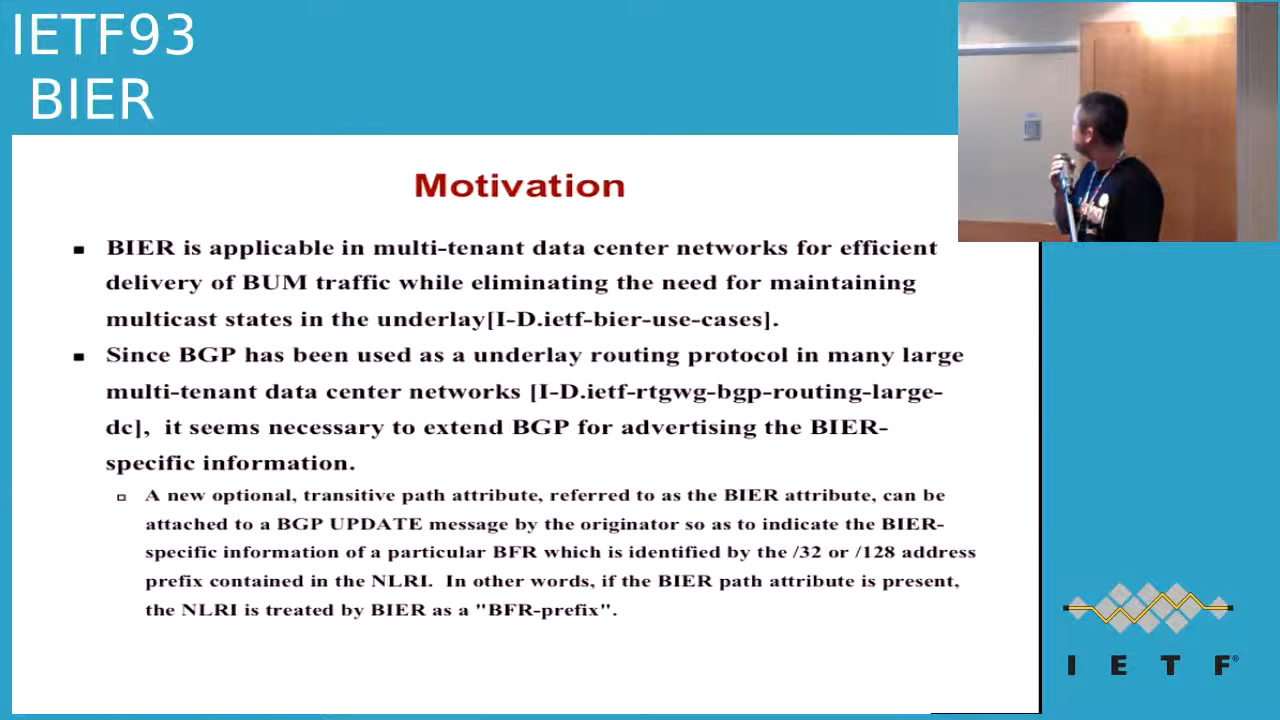 IETF93
BIER
Motivation
BIER is applicable in multi-tenant data center networks for efficient
delivery of BUM traffic while eliminating the need for maintaining
multicast states in the underlay[I-D.ietf-bier-use-cases].
Since BGP has been used as a underlay routing protocol in many large
multi-tenant data center networks [I-D.ietf-rtgwg-bgp-routing-large-
dc], it seems necessary to extend BGP for advertising the BIER-
specific information.
A new optional, transitive path attribute, referred to as the BIER attribute, can be
attached to a BGP UPDATE message by the originator so as to indicate the BIER-
specific information of a particular BFR which is identified by the /32 or /128 address
prefix contained in the NLRI. In other words, if the BIER path attribute is present,
the NLRI is treated by BIER as a "BFR-prefix".
I E T F®